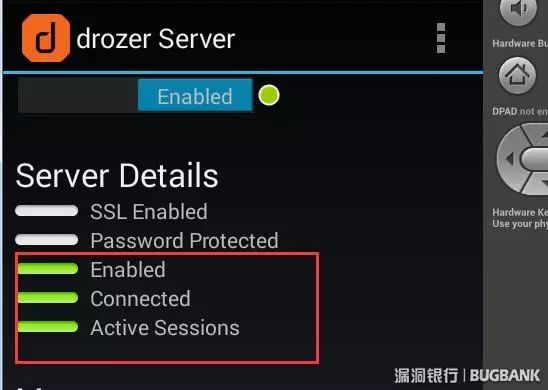 d drozer Server
Enabled
Server Details
SSL Enabled
Password Protected
Enabled
Connected
Active Sessions
Hardware Bu
DPAD not en
Hardware Ke
Use your phy
漏洞银行 | BUGBANK